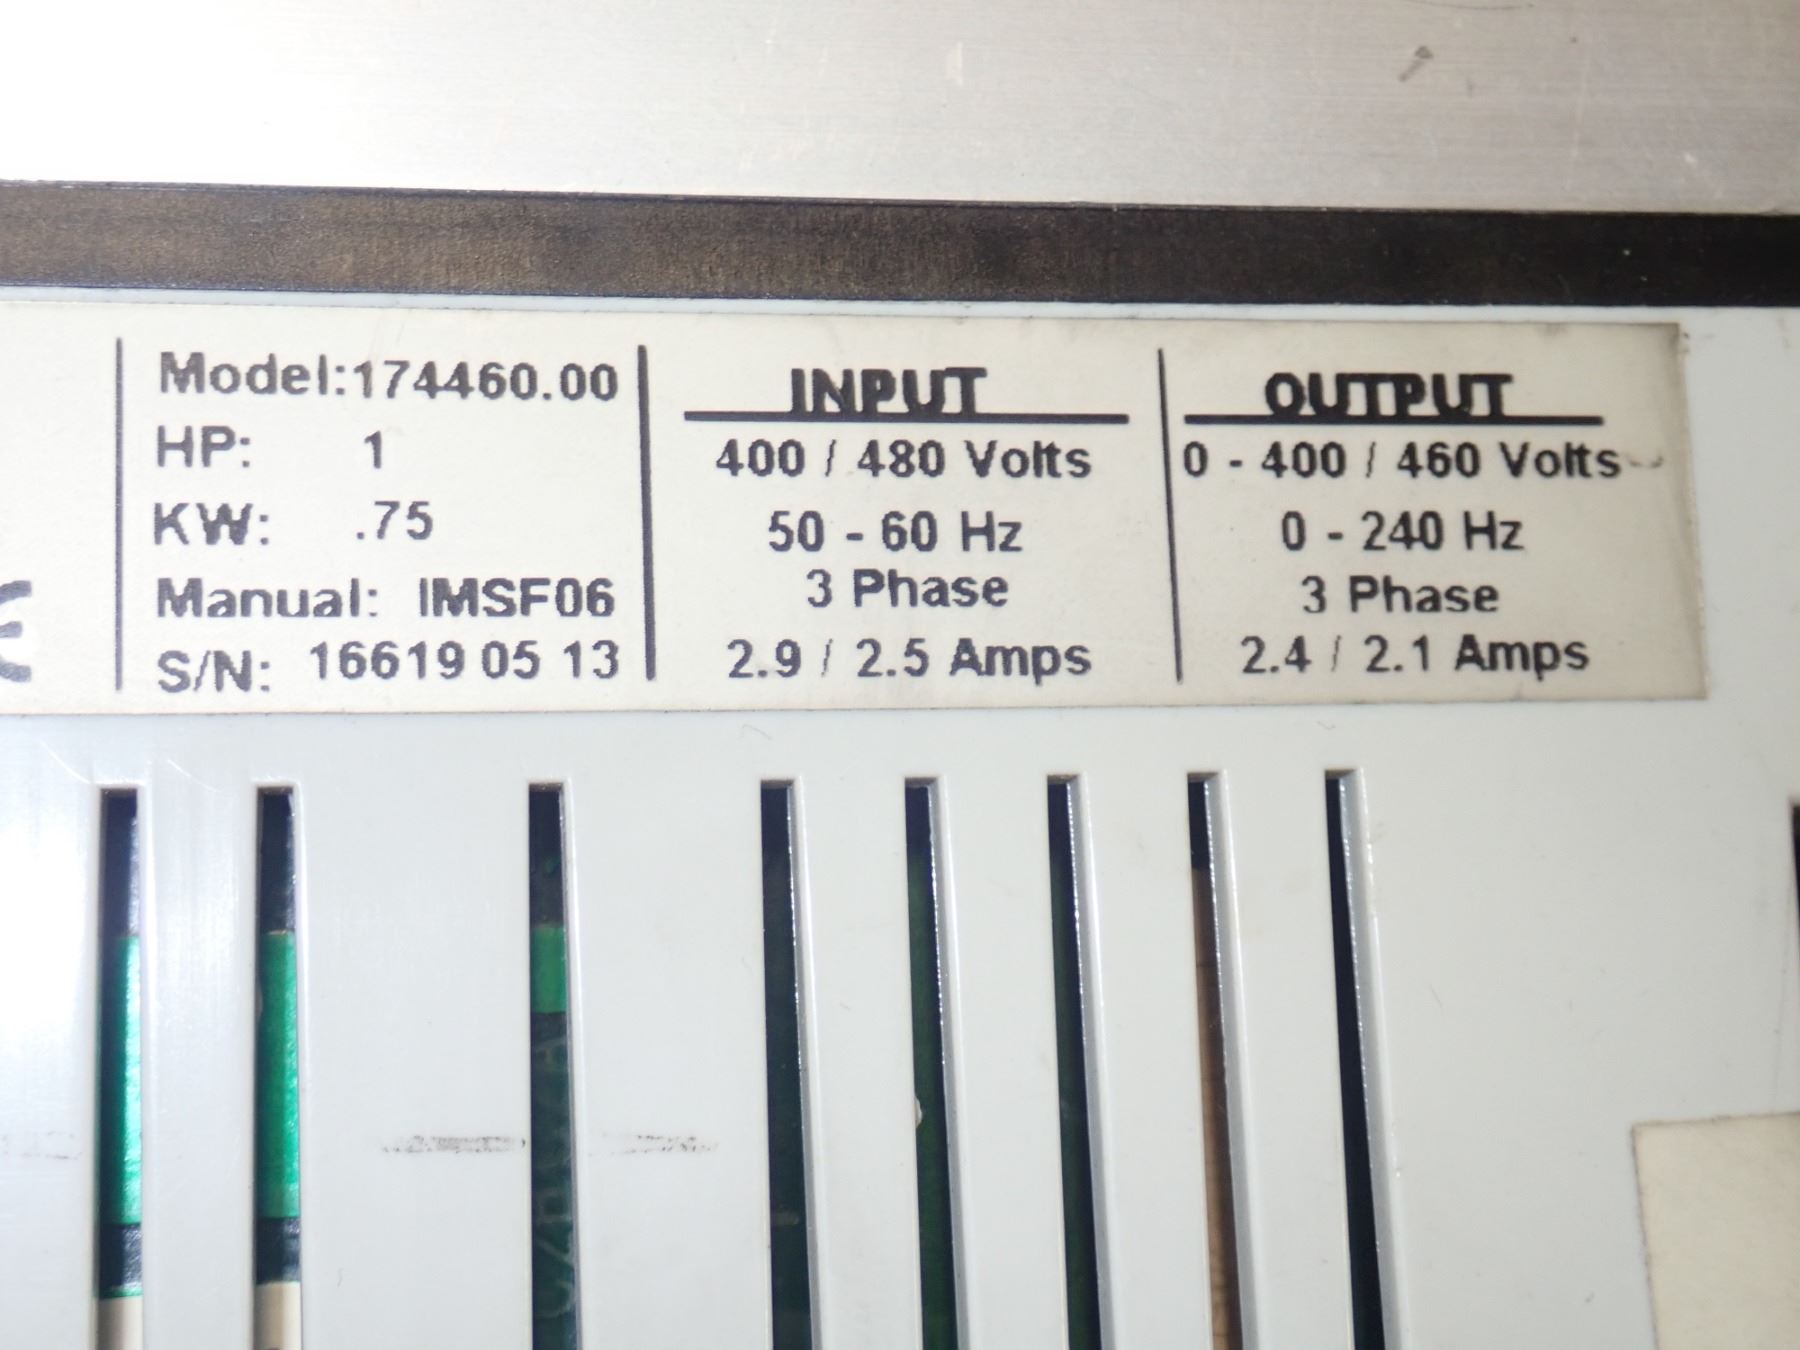 Model:174460.00
HP: 1
KW: .75
Manual: IMSF06
S/N: 16619 05 13
INPUT
400 / 480 Volts
50 - 60 Hz
3 Phase
2.9 / 2.5 Amps
OUTPUT
0 - 400 / 460 Volts
0 - 240 Hz
3 Phase
2.4 / 2.1 Amps